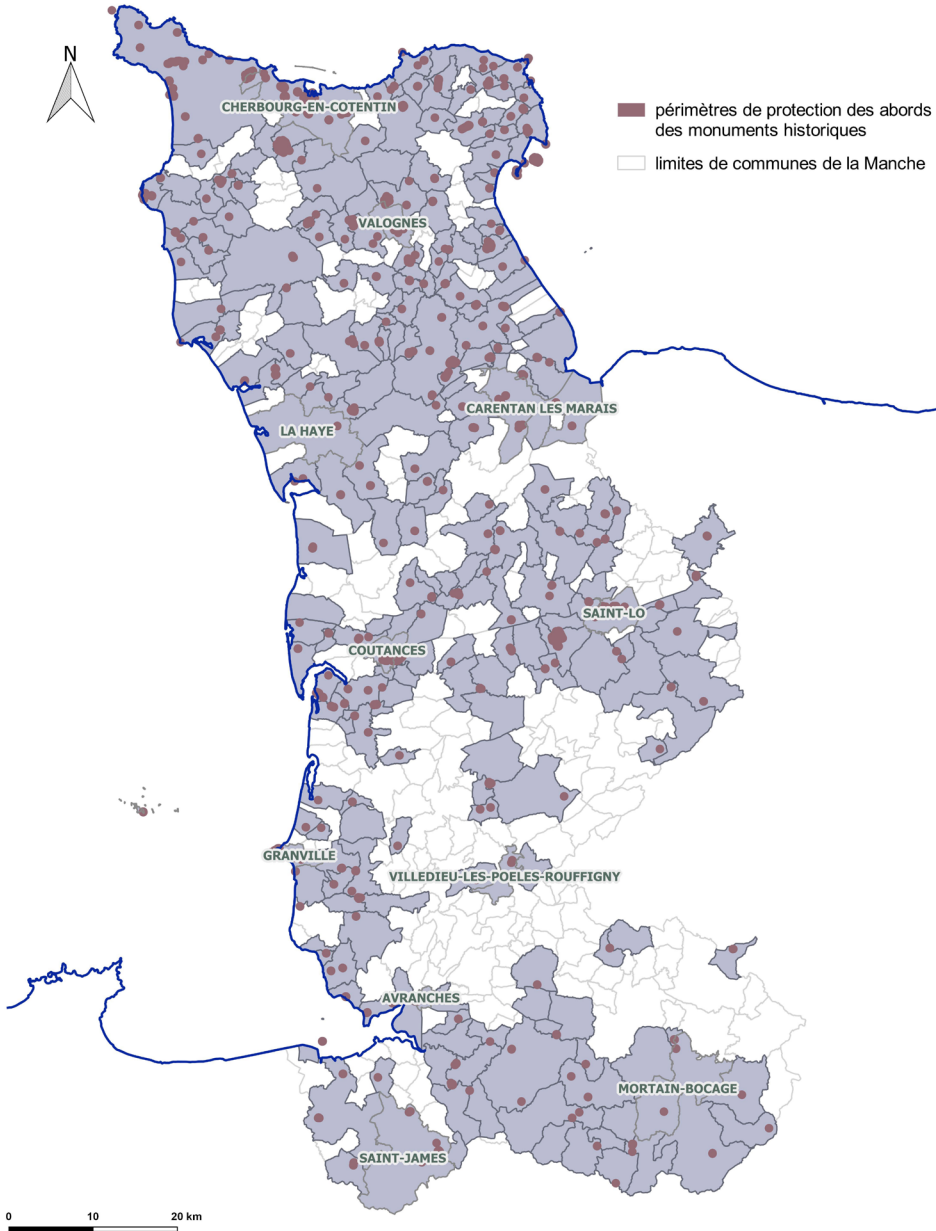 N
CHERBOURG-EN-COTENTIN
périmètres de protection des abords
des monuments historiques
limites de communes de la Manche
VALOGNES
CARENTAN LES MARAIS
LA HAYE
SAINT-LO
COUTANCES
GRANVILLE
VILLEDIEU-LES-POELES-ROUFFIGNY
AVRANCHES
MORTAIN-BOCAGE
SAINT-JAMES
0 10 20 km